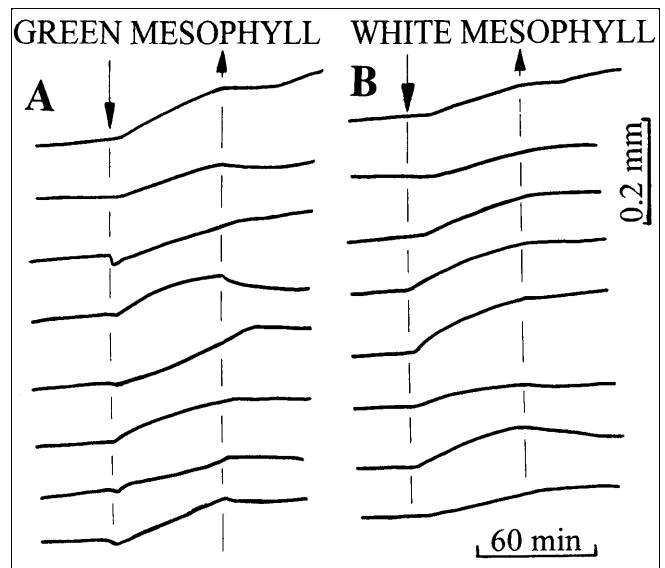 GREEN MESOPHYLL
WHITE MESOPHYLL
A
B
0.2 mm
60 min